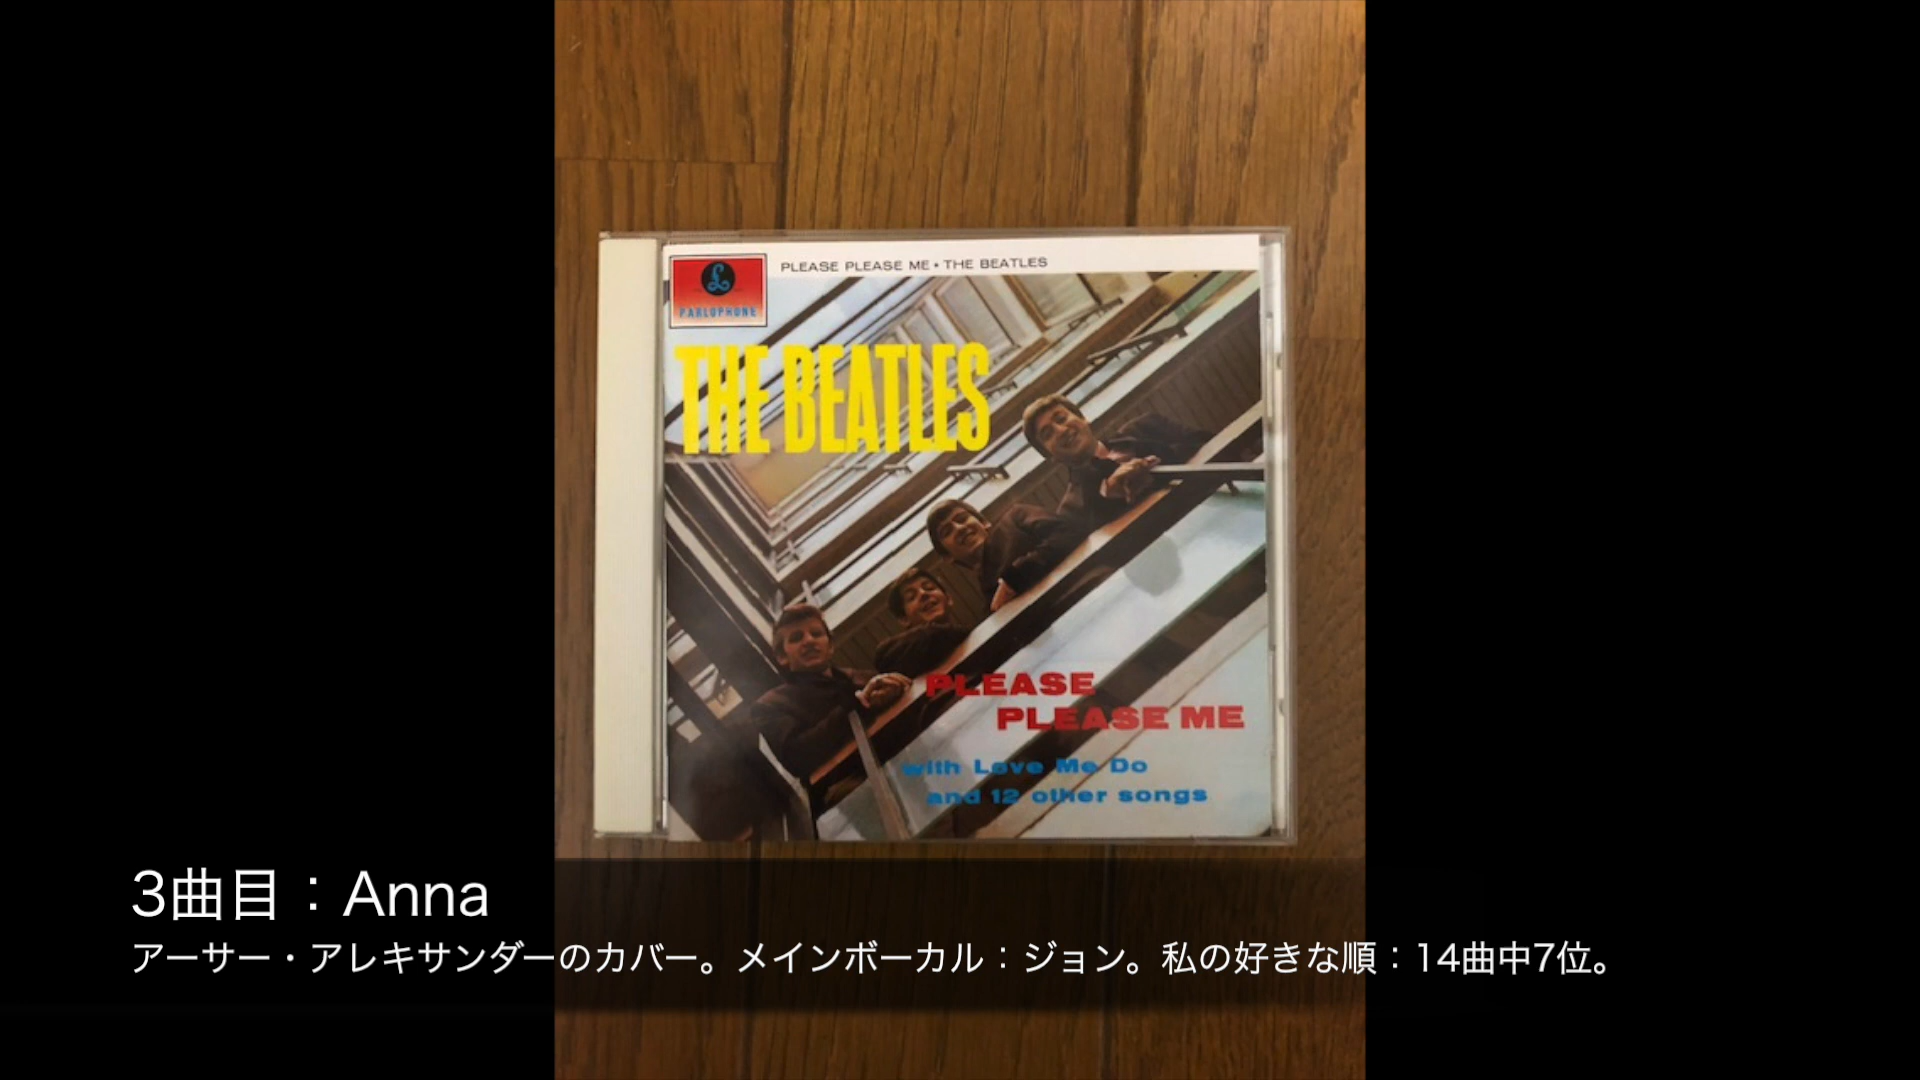 PLEASE PLEASE ME • THE BEATLES
PARLOPHONE
THE BEATLES
PLEASE
PLEASE ME
with Love Me Do
and 12 other songs
3曲目：Anna
アーサー・アレキサンダーのカバー。メインボーカル：ジョン。私の好きな順：14曲中7位。